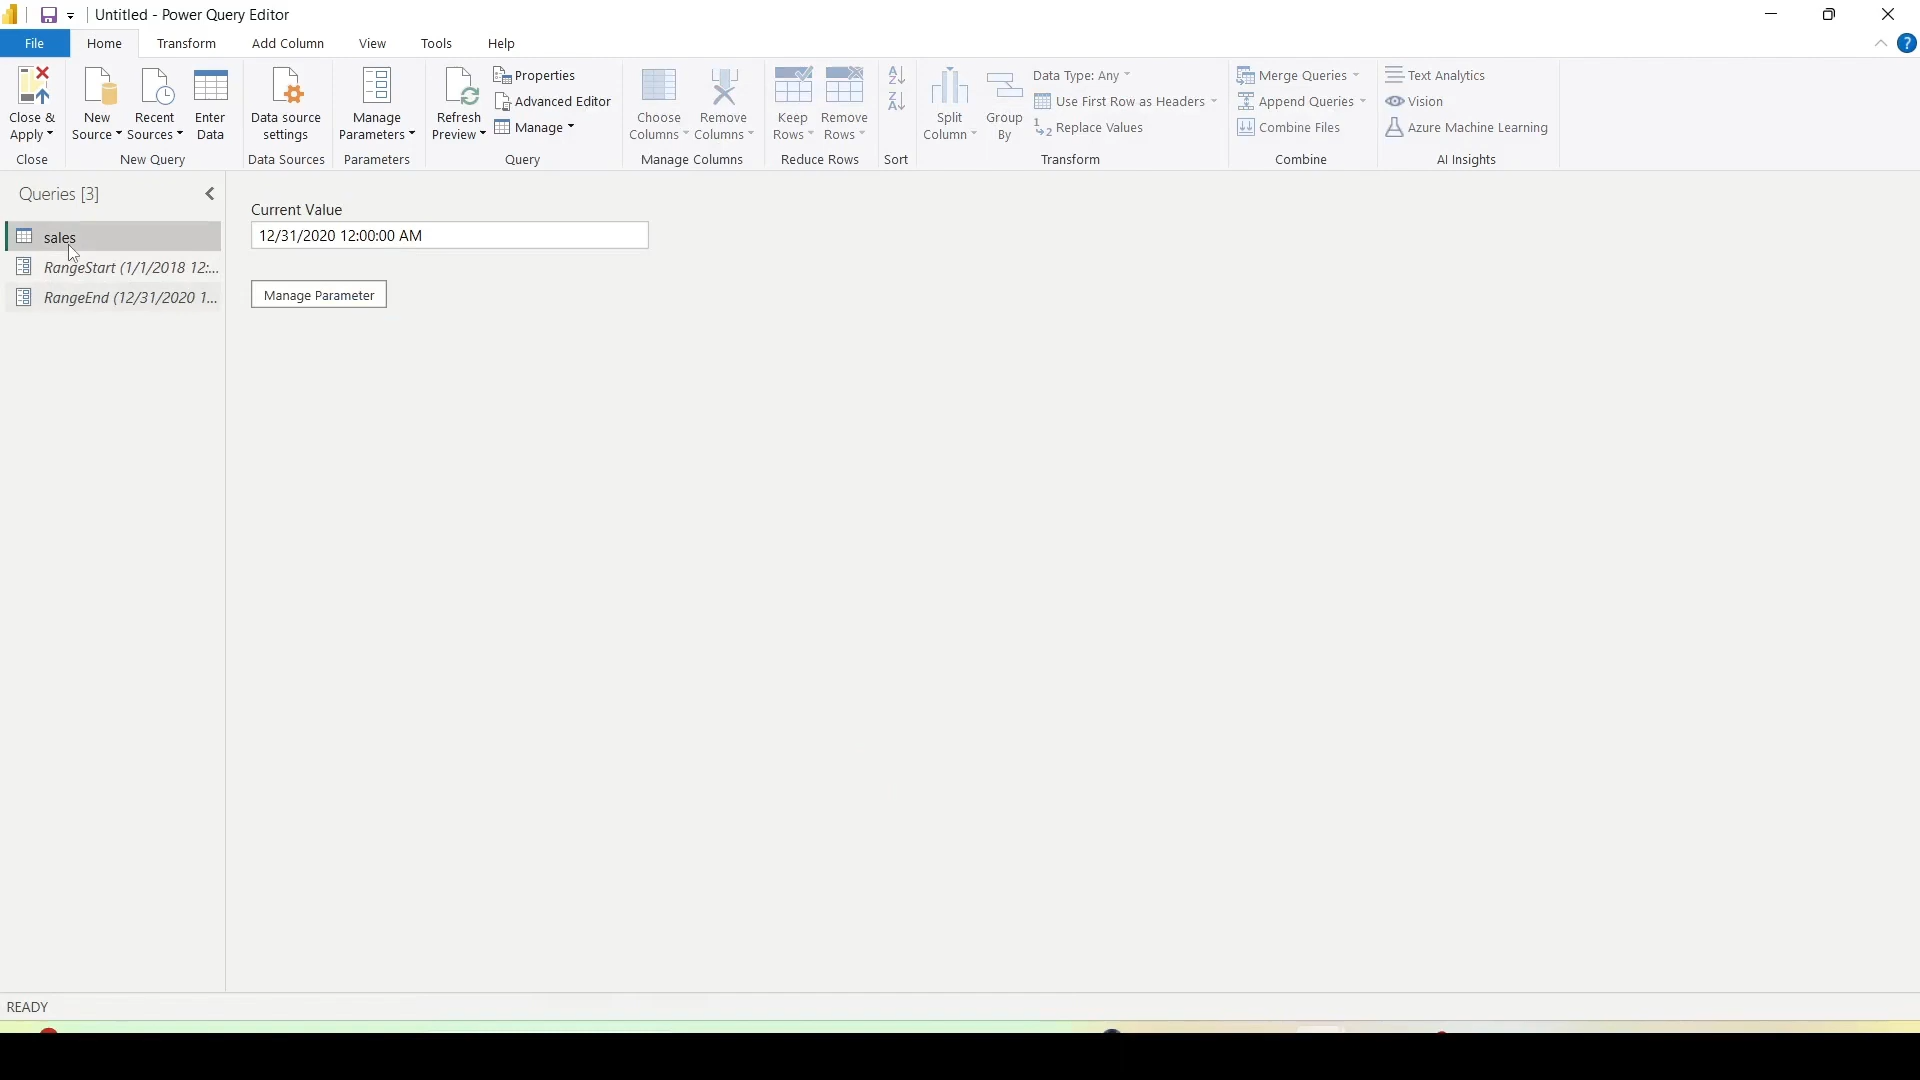 Untitled - Power Query Editor
File Home Transform Add Column View Tools Help
?
Close & Apply
New Source
Recent Sources
Enter Data
Data source settings
Manage Parameters
Refresh Preview
Properties
Advanced Editor
Manage
Choose Columns
Remove Columns
Keep Rows
Remove Rows
Split Column
Group By
Data Type: Any
Use First Row as Headers
Replace Values
Merge Queries
Append Queries
Combine Files
Text Analytics
Vision
Azure Machine Learning
Close New Query Data Sources Parameters Query Manage Columns Reduce Rows Sort Transform Combine AI Insights
Queries [3]
sales
RangeStart (1/1/2018 12:...
RangeEnd (12/31/2020 1...
Current Value
12/31/2020 12:00:00 AM
Manage Parameter
READY